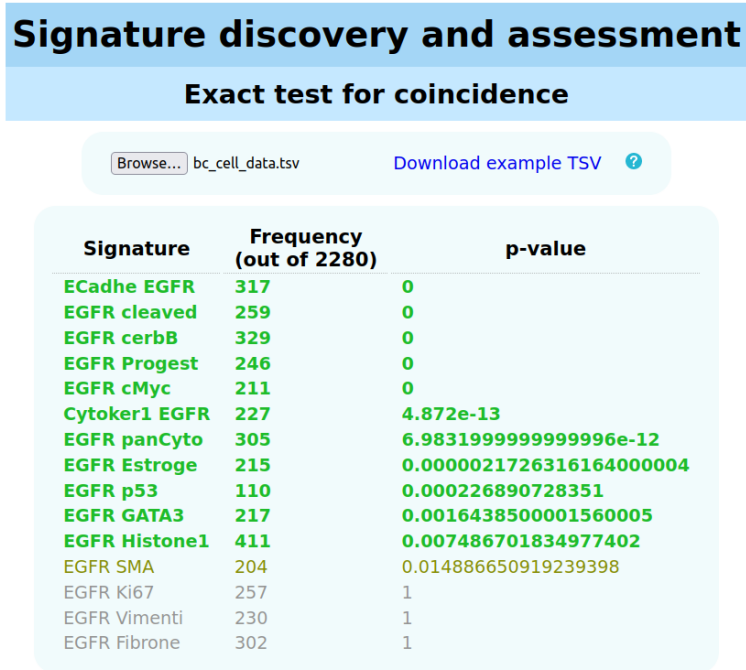 Signature discovery and assessment
Exact test for coincidence
Browse... bc_cell_data.tsv Download example TSV ?
Signature Frequency (out of 2280) p-value
ECadhe EGFR 317 0
EGFR cleaved 259 0
EGFR cerbB 329 0
EGFR Progest 246 0
EGFR cMyc 211 0
Cytoker1 EGFR 227 4.872e-13
EGFR panCyto 305 6.9831999999999996e-12
EGFR Estroge 215 0.0000021726316164000004
EGFR p53 110 0.000226890728351
EGFR GATA3 217 0.0016438500001560005
EGFR Histone1 411 0.007486701834977402
EGFR SMA 204 0.014886650919239398
EGFR Ki67 257 1
EGFR Vimenti 230 1
EGFR Fibrone 302 1